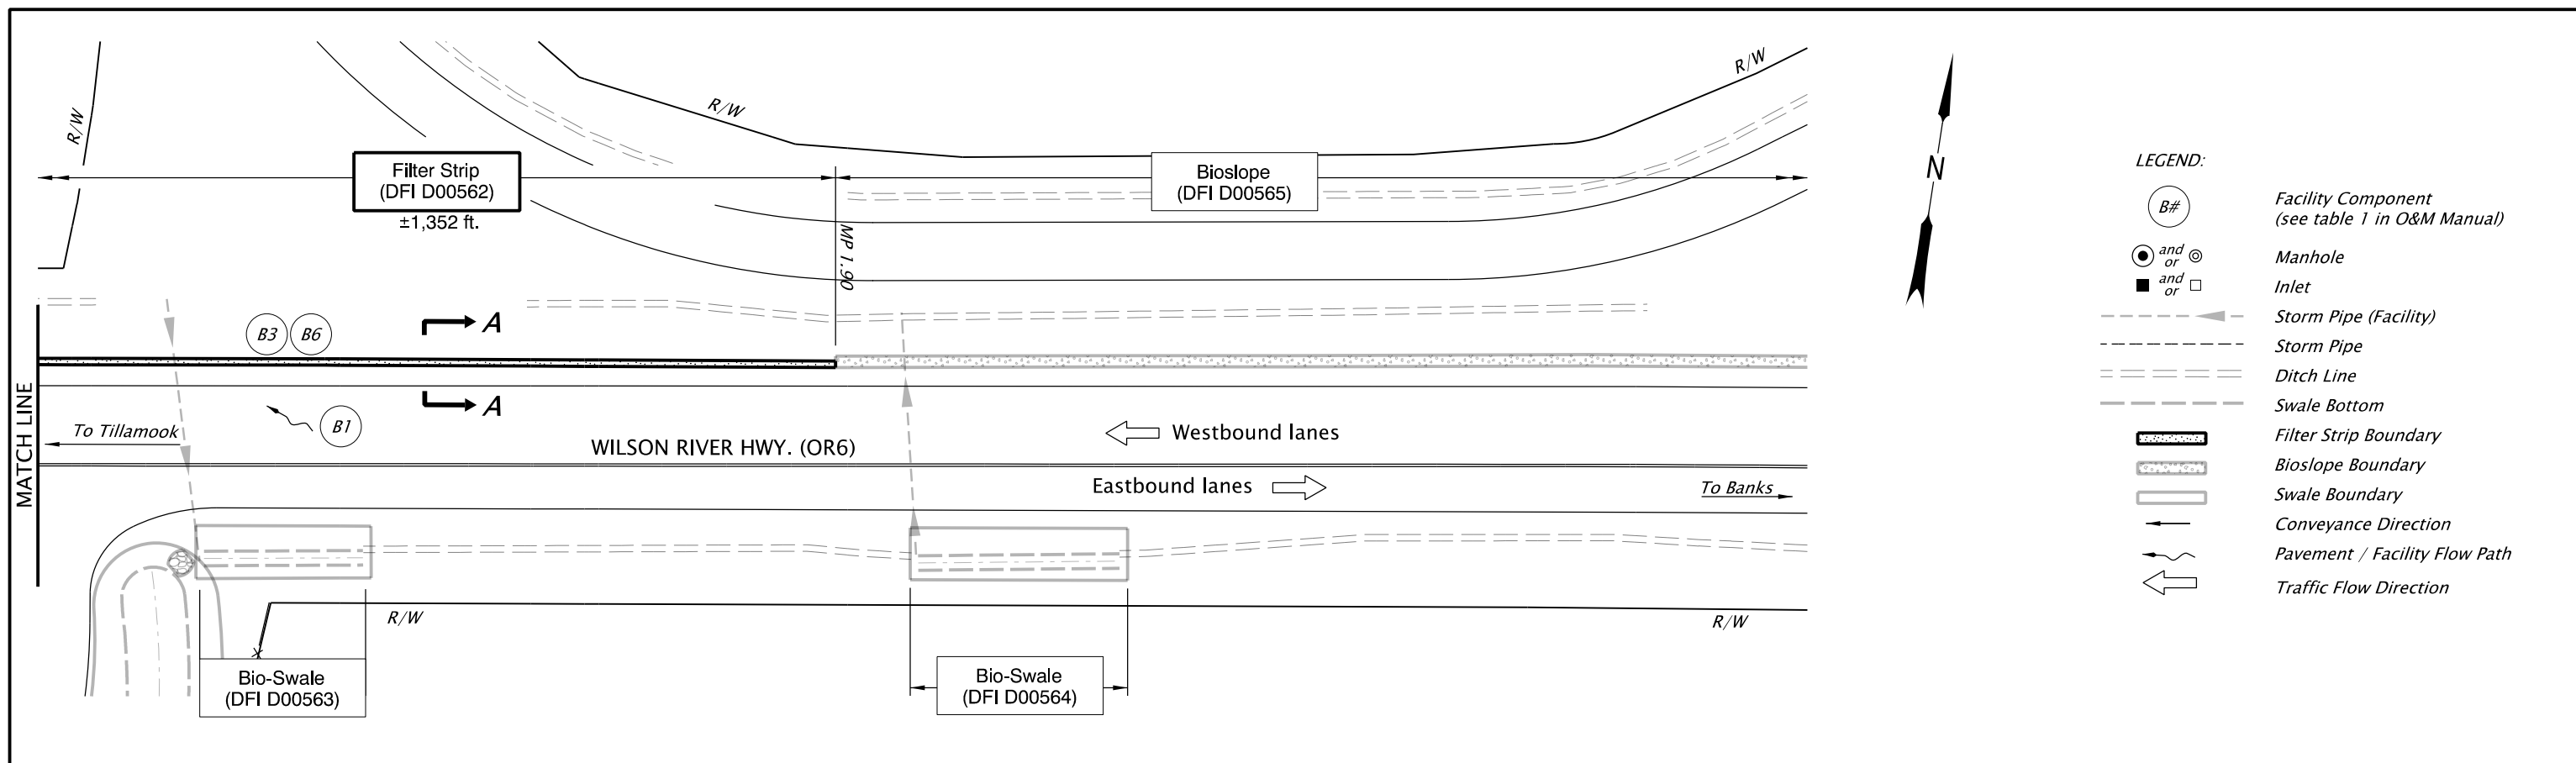 R/W
R/W
R/W
Filter Strip
(DFI D00562)
±1,352 ft.
Bioslope
(DFI D00565)
MP 1.90
N
B3
B6
A
A
B1
MATCH LINE
To Tillamook
WILSON RIVER HWY. (OR6)
Westbound lanes
Eastbound lanes
To Banks
R/W
R/W
Bio-Swale
(DFI D00563)
Bio-Swale
(DFI D00564)
LEGEND:
B#
Facility Component
(see table 1 in O&M Manual)
and
or
Manhole
and
or
Inlet
Storm Pipe (Facility)
Storm Pipe
Ditch Line
Swale Bottom
Filter Strip Boundary
Bioslope Boundary
Swale Boundary
Conveyance Direction
Pavement / Facility Flow Path
Traffic Flow Direction